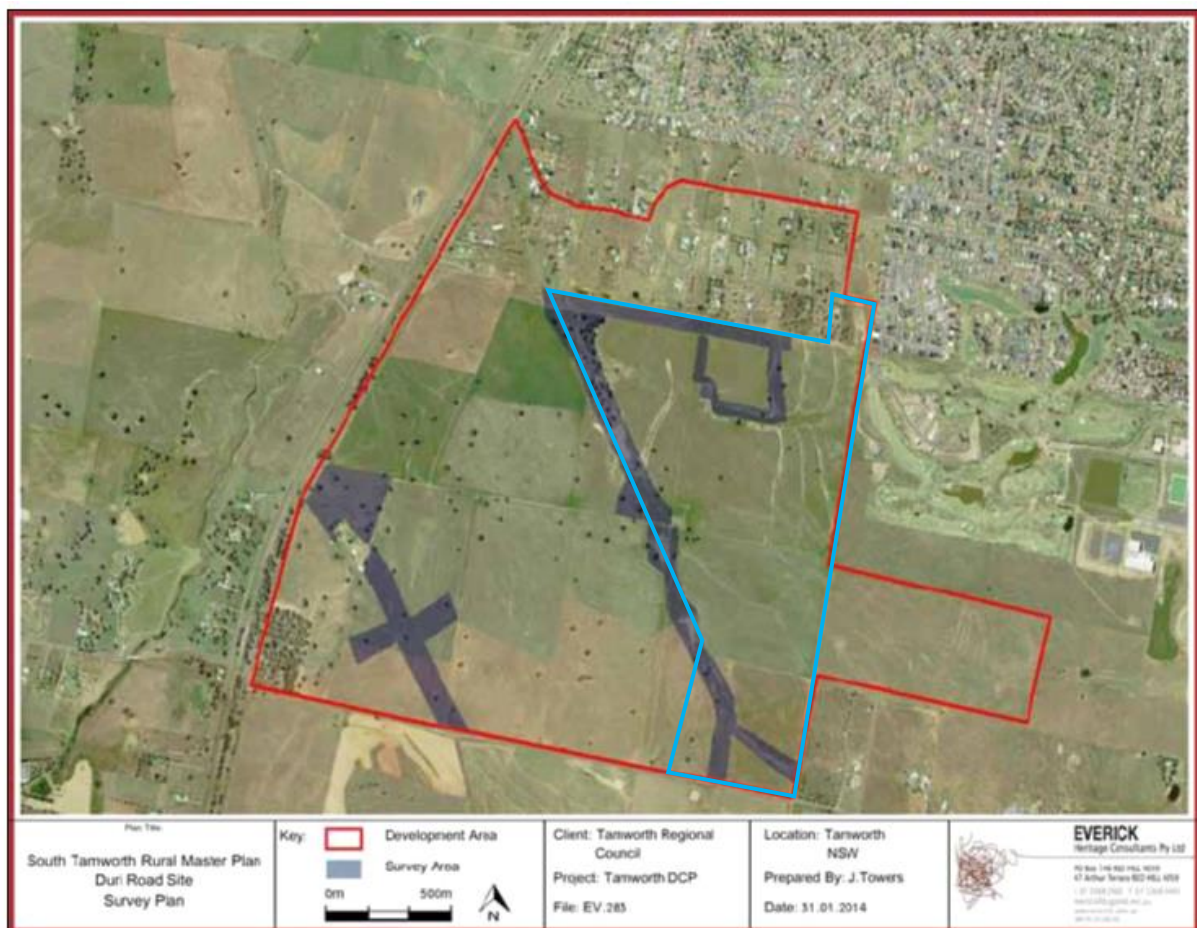 Plan Title:
South Tamworth Rural Master Plan
Duri Road Site
Survey Plan
Key:
Development Area
Survey Area
0m 500m
N
Client: Tamworth Regional
Council
Project: Tamworth DCP
File: EV.283
Location: Tamworth
NSW
Prepared By: J.Towers
Date: 31.01.2014
EVERICK
Heritage Consultants Pty Ltd